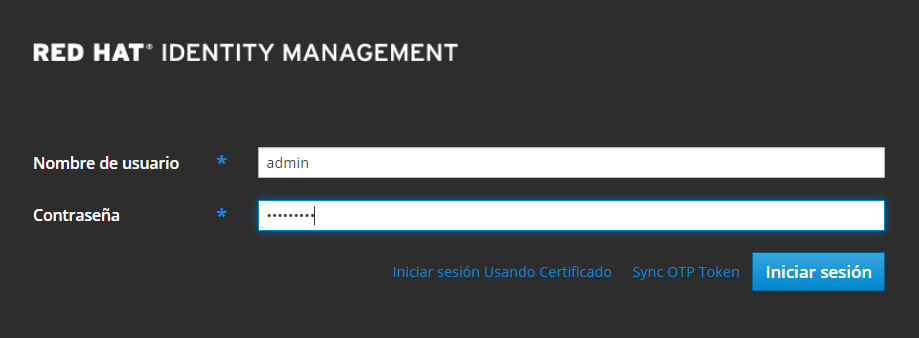 RED HAT® IDENTITY MANAGEMENT
Nombre de usuario * admin
Contraseña * •••••••••
Iniciar sesión Usando Certificado Sync OTP Token Iniciar sesión